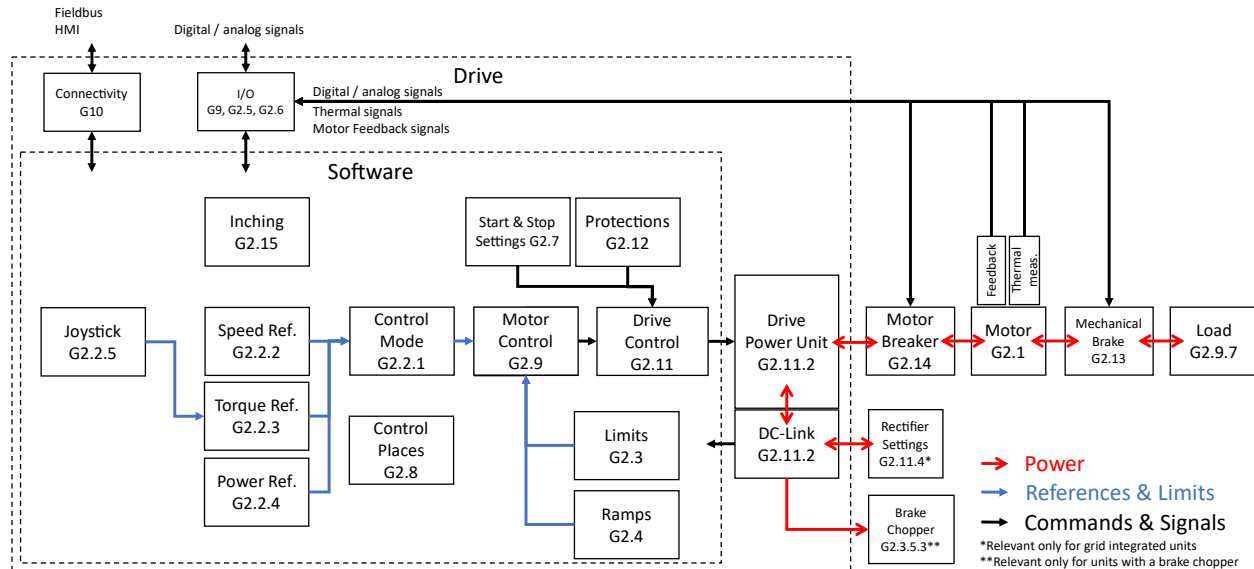 Fieldbus
HMI
Digital / analog signals
Drive
Connectivity
G10
I/O
G9, G2.5, G2.6
Digital / analog signals
Thermal signals
Motor Feedback signals
Software
Inching
G2.15
Start & Stop
Settings G2.7
Protections
G2.12
Feedback
Thermal
meas.
Joystick
G2.2.5
Speed Ref.
G2.2.2
Control
Mode
G2.2.1
Motor
Control
G2.9
Drive
Control
G2.11
Drive
Power Unit
G2.11.2
Motor
Breaker
G2.14
Motor
G2.1
Mechanical
Brake
G2.13
Load
G2.9.7
Torque Ref.
G2.2.3
Control
Places
G2.8
Limits
G2.3
DC-Link
G2.11.2
Rectifier
Settings
G2.11.4*
Power Ref.
G2.2.4
Ramps
G2.4
Brake
Chopper
G2.3.5.3**
Power
References & Limits
Commands & Signals
*Relevant only for grid integrated units
**Relevant only for units with a brake chopper